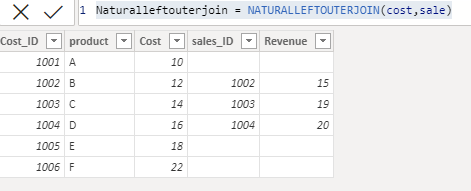 1 Naturalleftouterjoin = NATURALLEFTOUTERJOIN(cost,sale)
Cost_ID product Cost sales_ID Revenue
1001 A 10
1002 B 12 1002 15
1003 C 14 1003 19
1004 D 16 1004 20
1005 E 18
1006 F 22